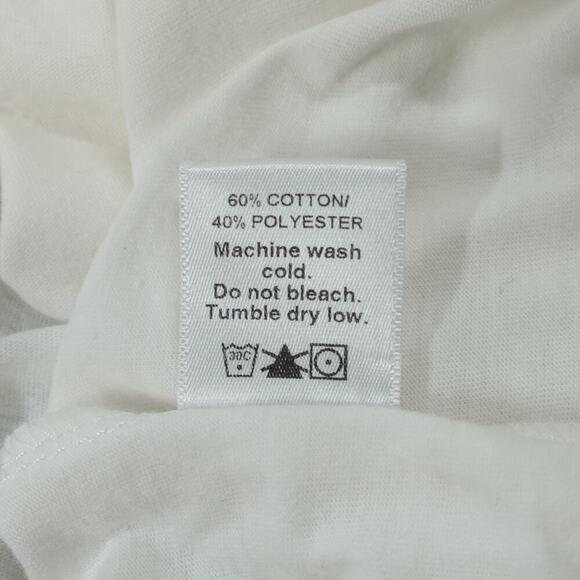 60% COTTON/
40% POLYESTER
Machine wash
cold.
Do not bleach.
Tumble dry low.
30C